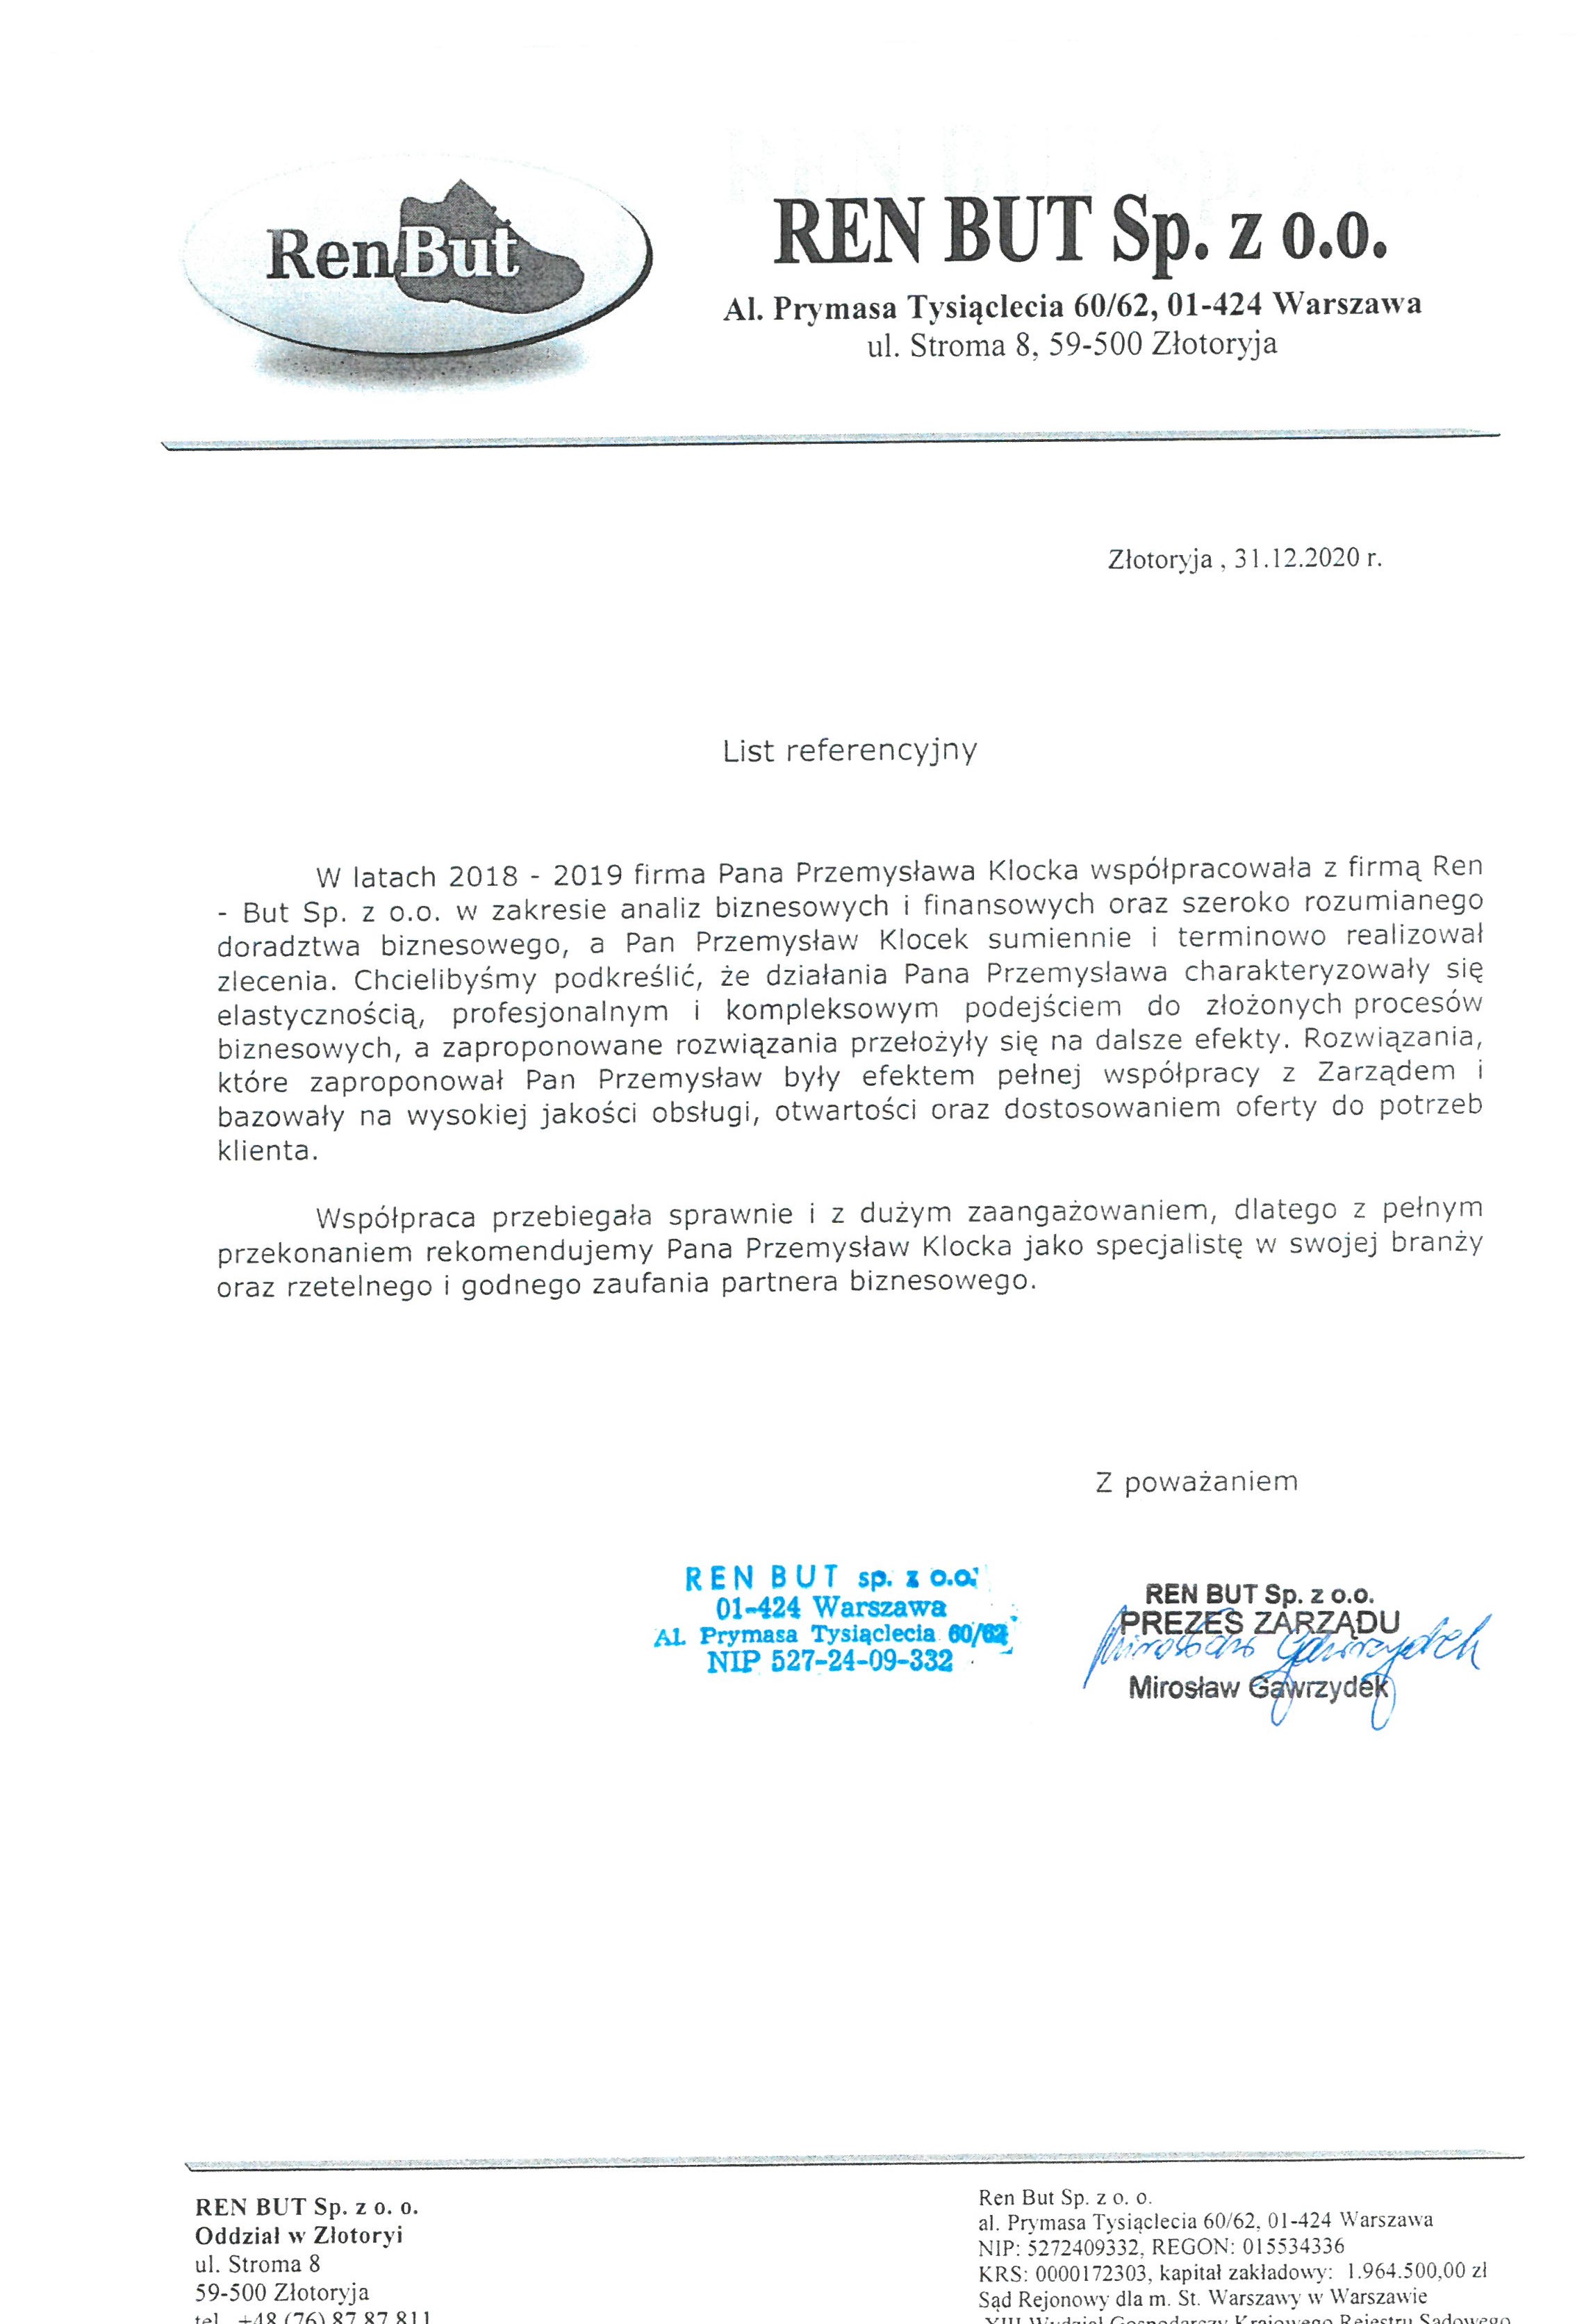 RenBut
REN BUT Sp. z o.o.
Al. Prymasa Tysiąclecia 60/62, 01-424 Warszawa
ul. Stroma 8, 59-500 Złotoryja
Złotoryja , 31.12.2020 r.
List referencyjny
W latach 2018 - 2019 firma Pana Przemysława Klocka współpracowała z firmą Ren
- But Sp. z o.o. w zakresie analiz biznesowych i finansowych oraz szeroko rozumianego
doradztwa biznesowego, a Pan Przemysław Klocek sumiennie i terminowo realizował
zlecenia. Chcielibyśmy podkreślić, że działania Pana Przemysława charakteryzowały się
elastycznością, profesjonalnym i kompleksowym podejściem do złożonych procesów
biznesowych, a zaproponowane rozwiązania przełożyły się na dalsze efekty. Rozwiązania,
które zaproponował Pan Przemysław były efektem pełnej współpracy z Zarządem i
bazowały na wysokiej jakości obsługi, otwartości oraz dostosowaniem oferty do potrzeb
klienta.
Współpraca przebiegała sprawnie i z dużym zaangażowaniem, dlatego z pełnym
przekonaniem rekomendujemy Pana Przemysław Klocka jako specjalistę w swojej branży
oraz rzetelnego i godnego zaufania partnera biznesowego.
Z poważaniem
REN BUT sp. z o.o.
01-424 Warszawa
Al. Prymasa Tysiąclecia 60/62
NIP 527-24-09-332
REN BUT Sp. z o.o.
PREZES ZARZĄDU
Mirosław Gawrzydek
Mirosław Gawrzydek
REN BUT Sp. z o. o.
Oddział w Złotoryi
ul. Stroma 8
59-500 Złotoryja
tel. +48 (76) 87 87 811
Ren But Sp. z o. o.
al. Prymasa Tysiąclecia 60/62, 01-424 Warszawa
NIP: 5272409332, REGON: 015534336
KRS: 0000172303, kapitał zakładowy: 1.964.500,00 zł
Sąd Rejonowy dla m. St. Warszawy w Warszawie
XIII Wydział Gospodarczy Krajowego Rejestru Sądowego